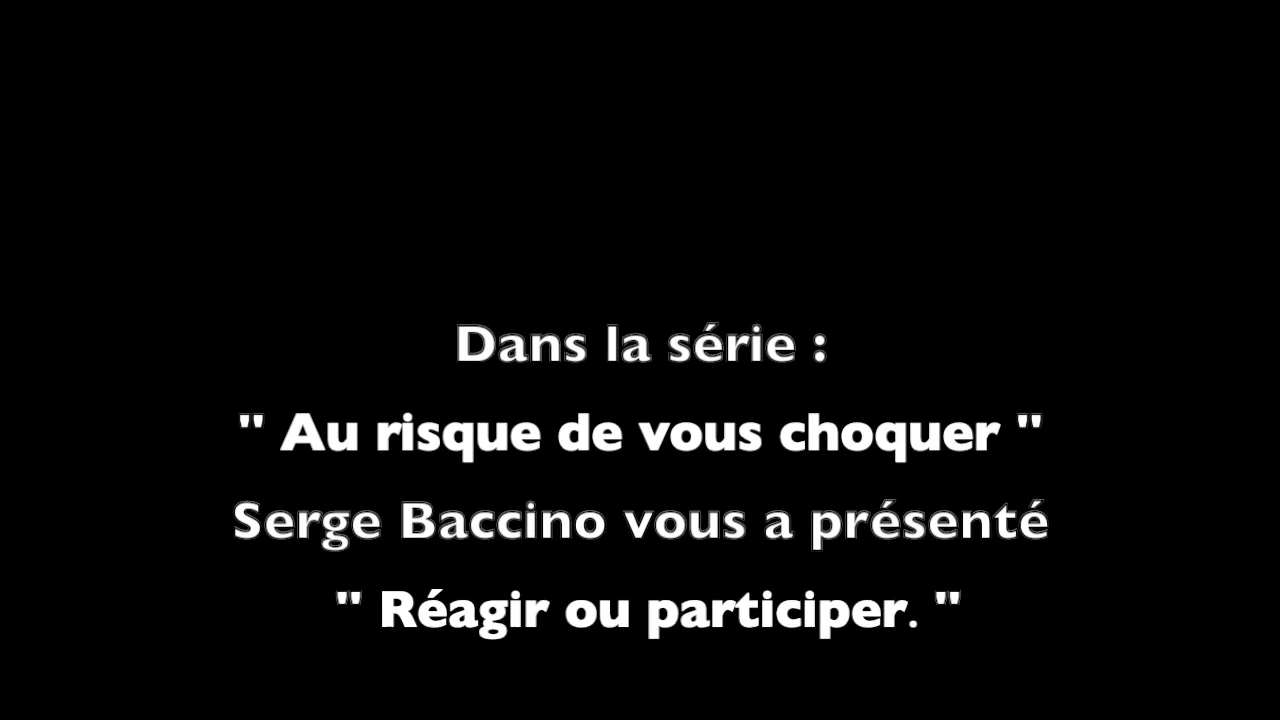 Dans la série :
" Au risque de vous choquer "
Serge Baccino vous a présenté
" Réagir ou participer. "